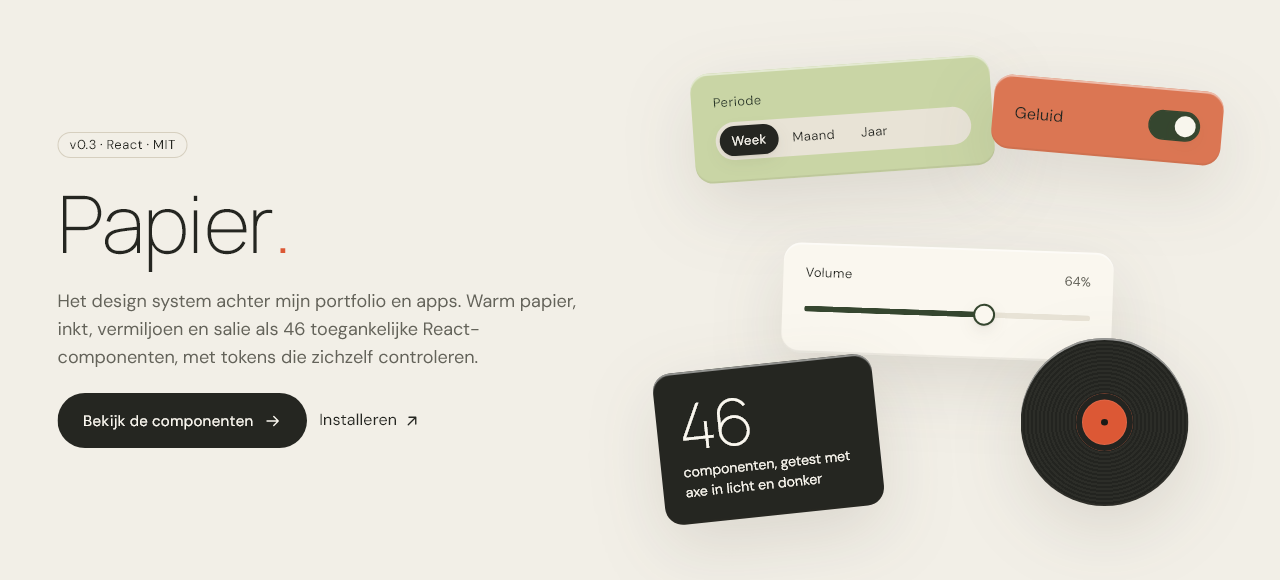 v0.3 · React · MIT
Papier.
Het design system achter mijn portfolio en apps. Warm papier,
inkt, vermiljoen en salie als 46 toegankelijke React-
componenten, met tokens die zichzelf controleren.
Bekijk de componenten →
Installeren ↗
Periode
Week Maand Jaar
Geluid
Volume 64%
46
componenten, getest met
axe in licht en donker